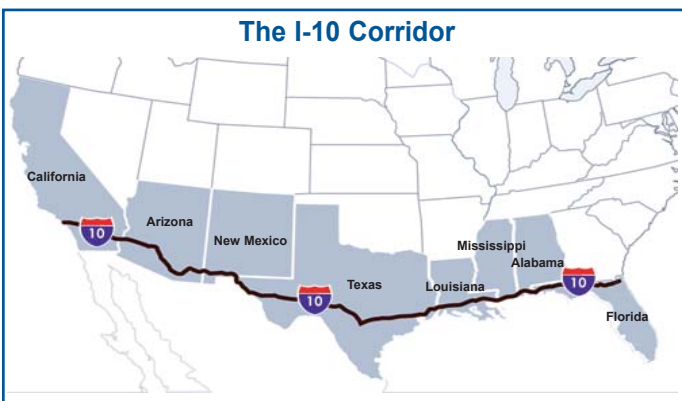 The I-10 Corridor
California
Arizona
New Mexico
Texas
Louisiana
Mississippi
Alabama
Florida
10
10
10